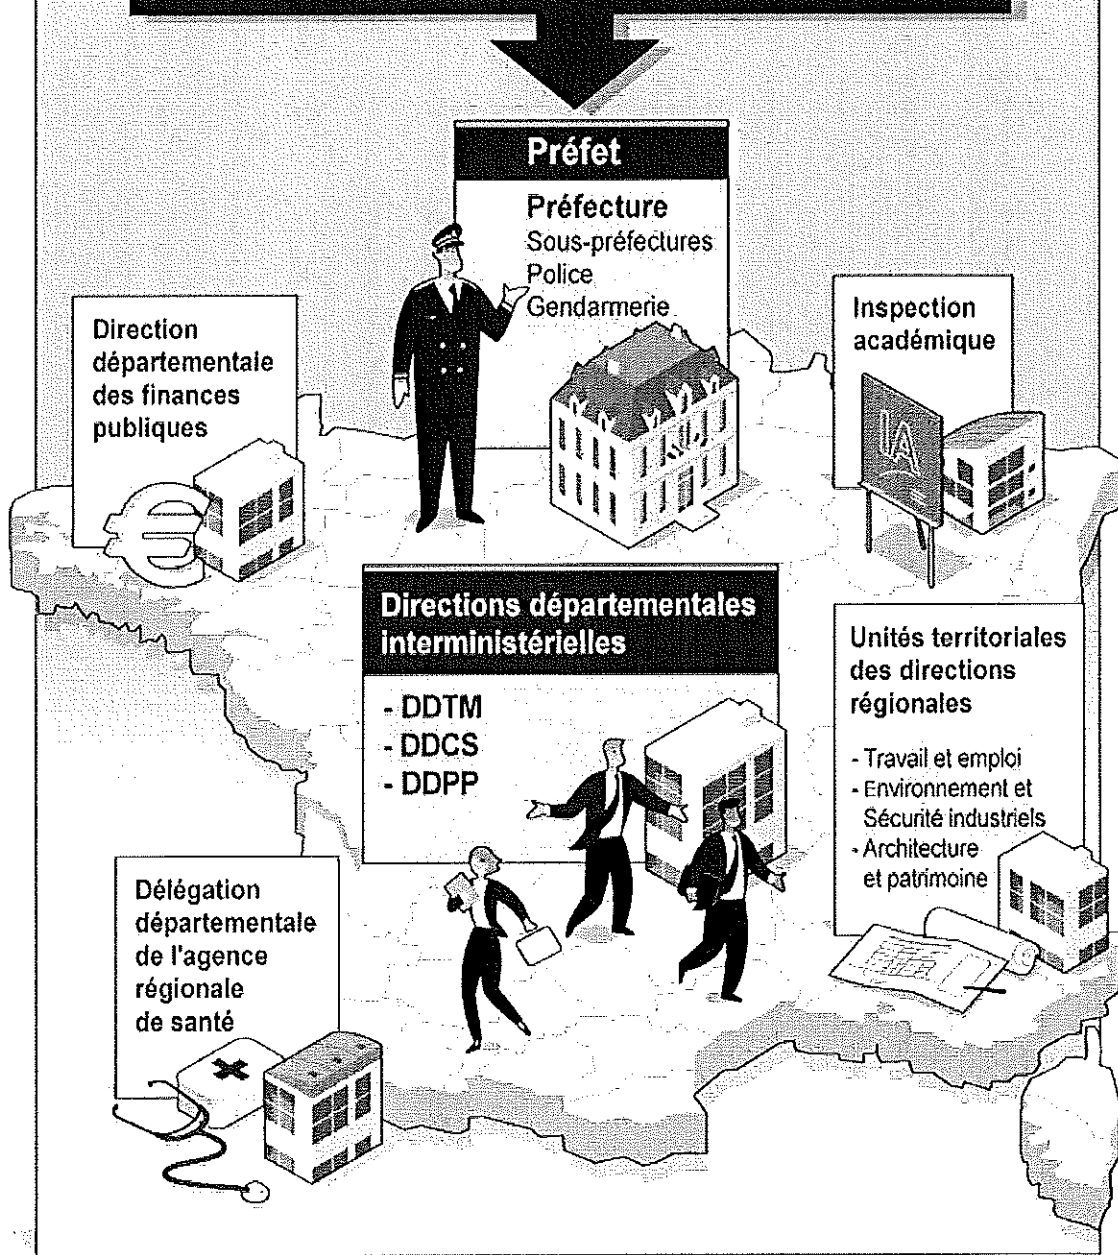 Préfet
Préfecture
Sous-préfectures
Police
Gendarmerie
Direction
départementale
des finances
publiques
Inspection
académique
IA
Directions départementales
interministérielles
- DDTM
- DDCS
- DDPP
Unités territoriales
des directions
régionales
- Travail et emploi
- Environnement et
Sécurité industriels
- Architecture
et patrimoine
Délégation
départementale
de l'agence
régionale
de santé